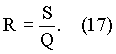 R = S/Q. (17)